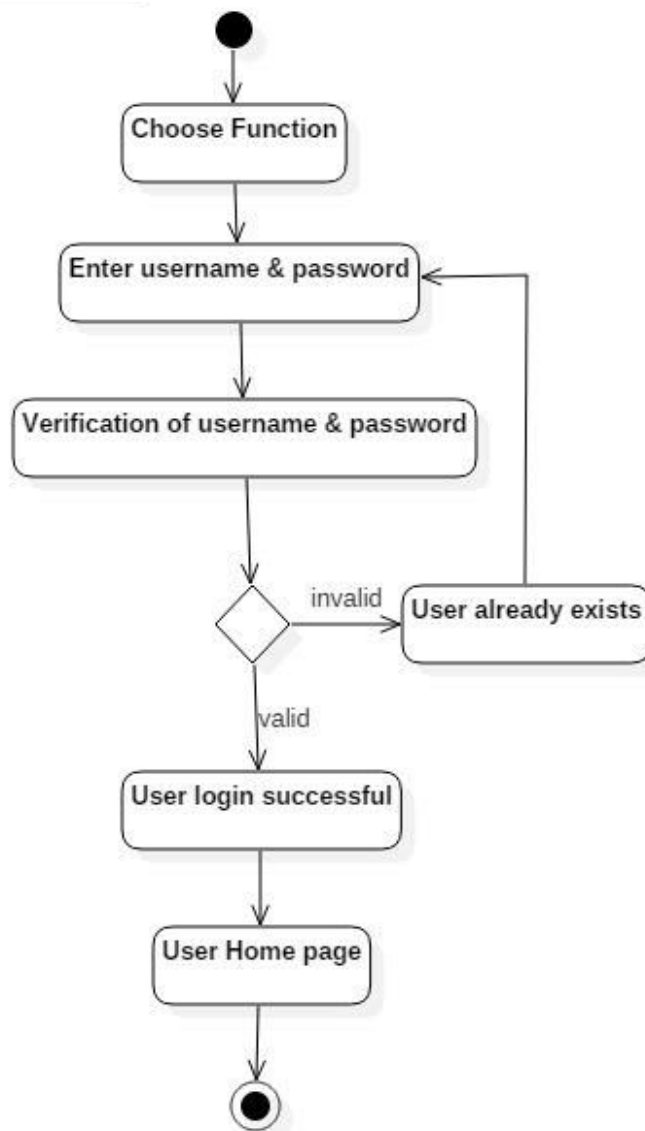 Choose Function
Enter username & password
Verification of username & password
invalid
User already exists
valid
User login successful
User Home page